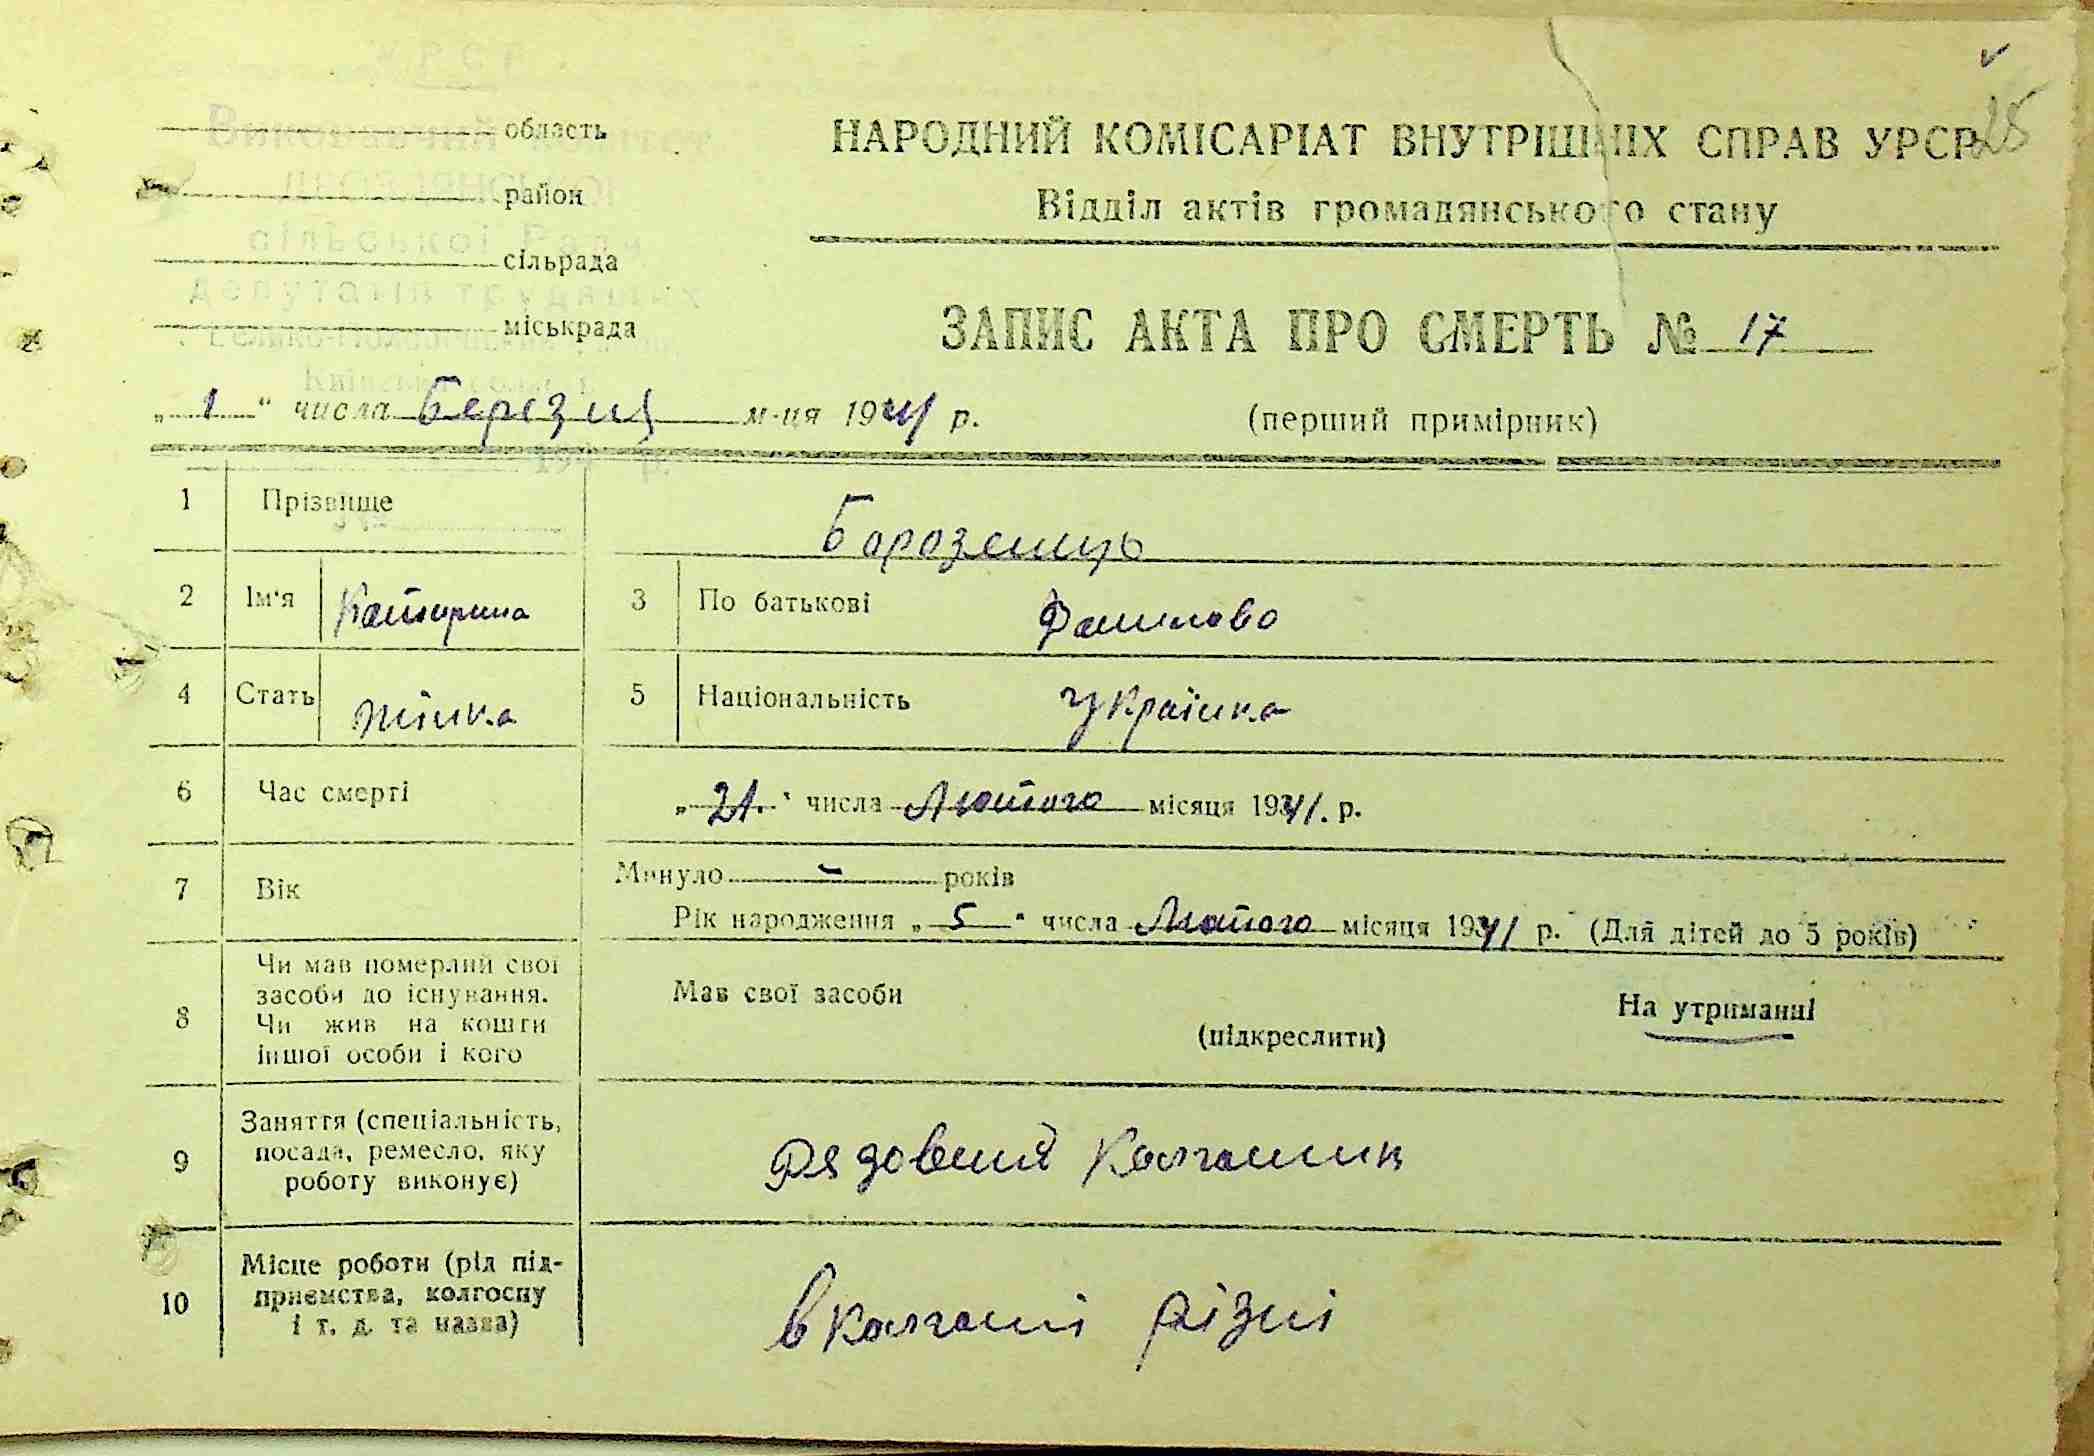 25
область
НАРОДНИЙ КОМІСАРІАТ ВНУТРІШНІХ СПРАВ УРСР
район
Відділ актів громадянського стану
сільрада
міськрада
ЗАПИС АКТА ПРО СМЕРТЬ № 17
„ 1 “ числа Березня м-ця 1941 р.
(перший примірник)
1 Прізвище
2 Ім'я Катирина 3 По батькові
4 Стать жінка 5 Національність Українка
6 Час смерті „ 21. “ числа Лютого місяця 1941. р.
7 Вік Минуло - років
Рік народження „ 5 “ числа Лютого місяця 1941 р. (Для дітей до 5 років)
8 Чи мав померлий свої
засоби до існування.
Чи жив на кошти
іншої особи і кого
Мав свої засоби
(підкреслити)
На утриманні
9 Заняття (спеціальність,
посада, ремесло, яку
роботу виконує)
рядовений Колгоспник
10 Місце роботи (рід під-
приємства, колгоспу
і т. д. та назва)
в колгоспі різні